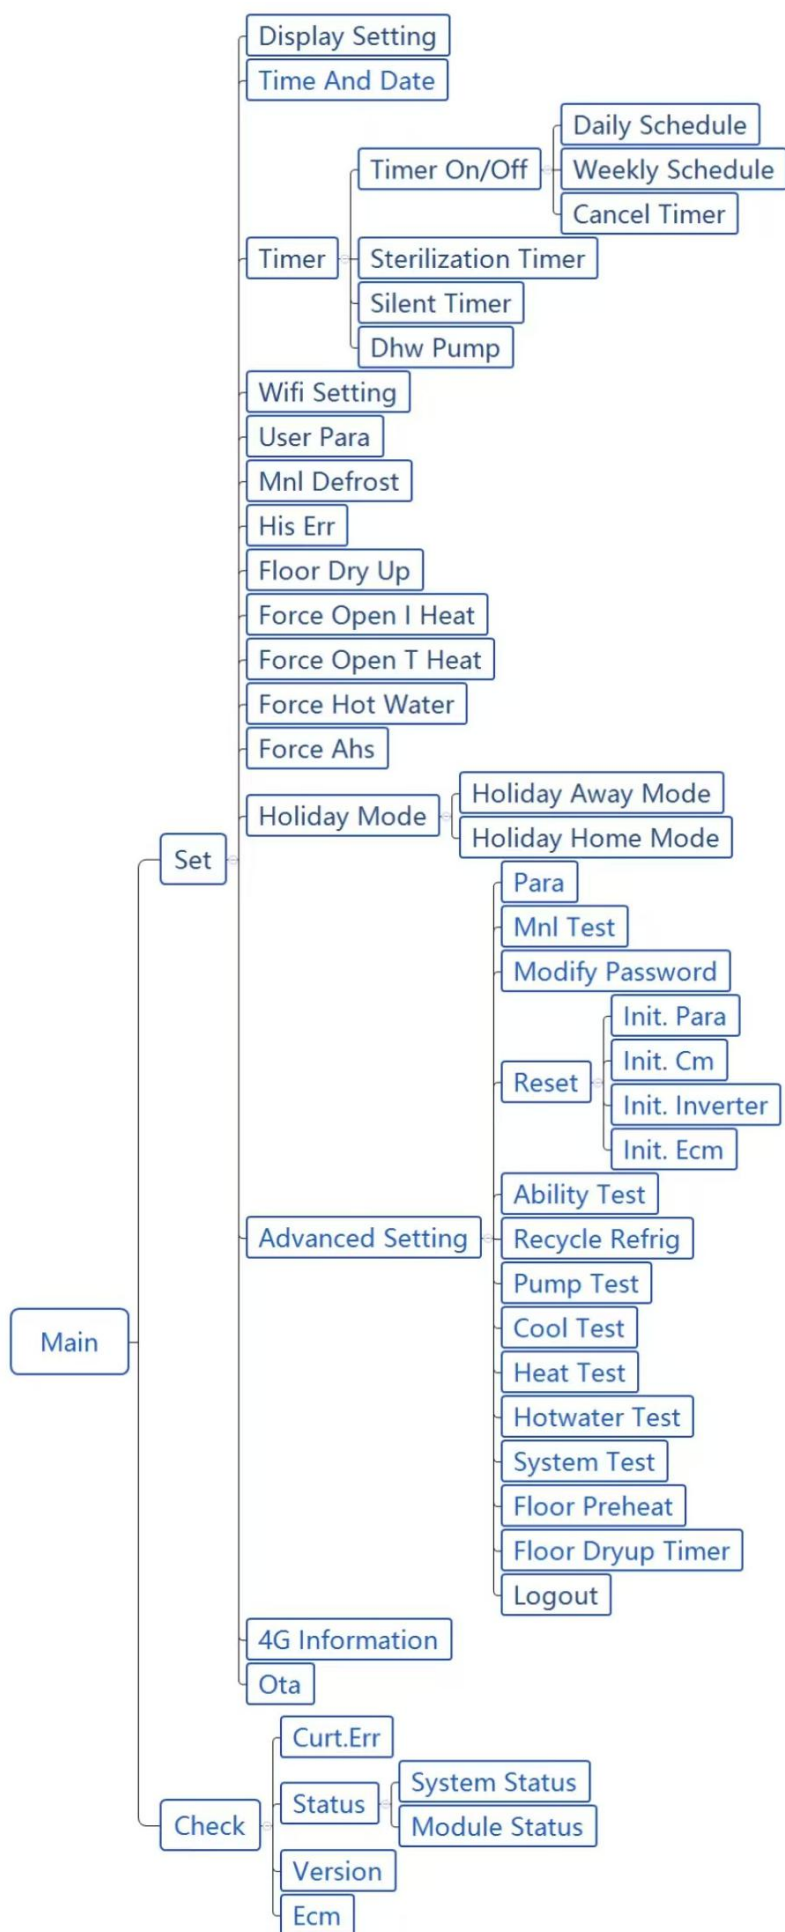 Display Setting
Time And Date
Daily Schedule
Timer On/Off
Weekly Schedule
Cancel Timer
Timer
Sterilization Timer
Silent Timer
Dhw Pump
Wifi Setting
User Para
Mnl Defrost
His Err
Floor Dry Up
Force Open I Heat
Force Open T Heat
Force Hot Water
Force Ahs
Holiday Away Mode
Holiday Mode
Holiday Home Mode
Set
Para
Mnl Test
Modify Password
Init. Para
Init. Cm
Reset
Init. Inverter
Init. Ecm
Ability Test
Advanced Setting
Recycle Refrig
Pump Test
Cool Test
Main
Heat Test
Hotwater Test
System Test
Floor Preheat
Floor Dryup Timer
Logout
4G Information
Ota
Curt.Err
System Status
Status
Module Status
Check
Version
Ecm